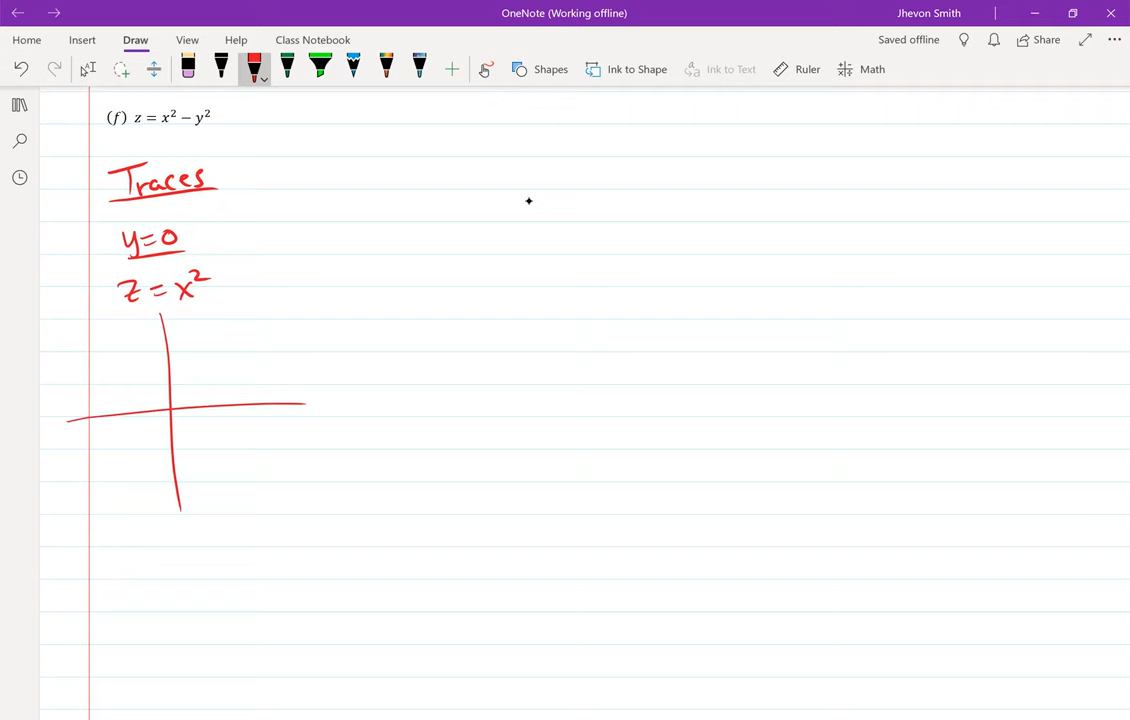 OneNote (Working offline)
Jhevon Smith
Home Insert Draw View Help Class Notebook
Saved offline
Share
Shapes
Ink to Shape
Ink to Text
Ruler
Math
(f) z = x² − y²
Traces
y=0
z = x²